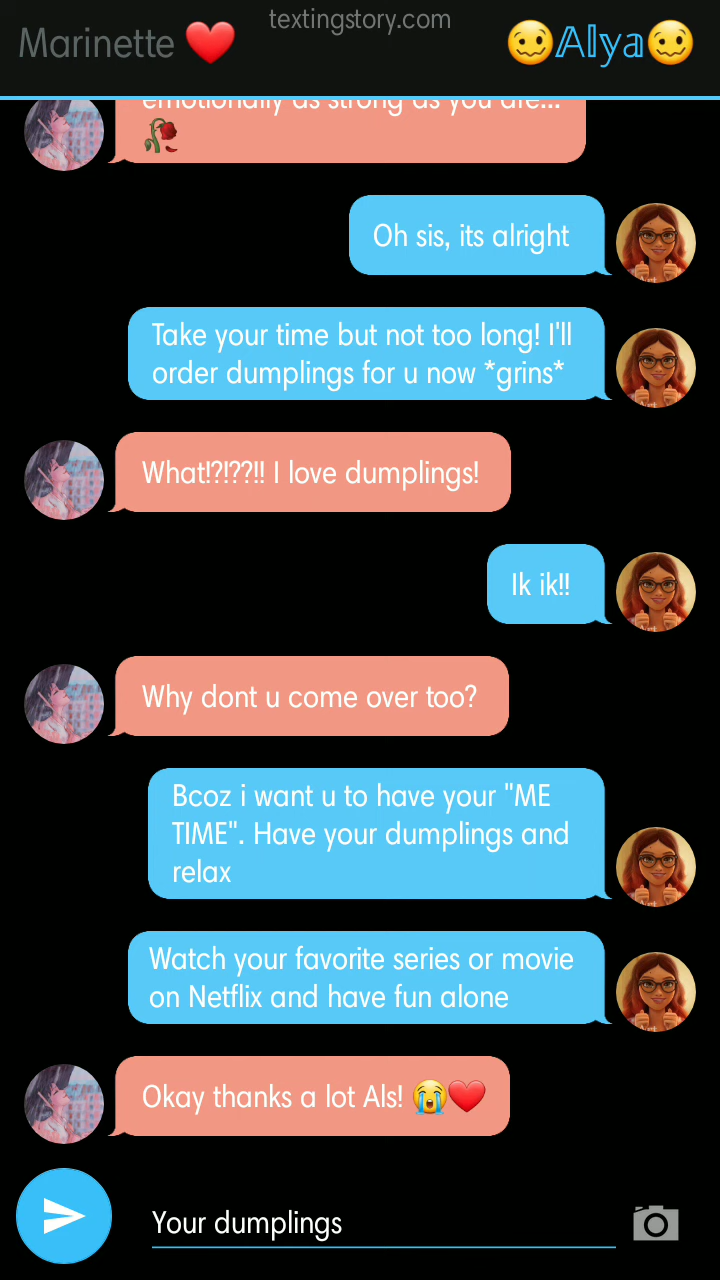 textingstory.com
Marinette ❤️
🥴𝔸𝕝𝕪𝕒🥴
emotionally as strong as you are...
🥀
Oh sis, its alright
Take your time but not too long! I'll
order dumplings for u now *grins*
What!?!??!! I love dumplings!
Ik ik!!
Why dont u come over too?
Bcoz i want u to have your "ME
TIME". Have your dumplings and
relax
Watch your favorite series or movie
on Netflix and have fun alone
Okay thanks a lot Als! 😭❤️
Your dumplings